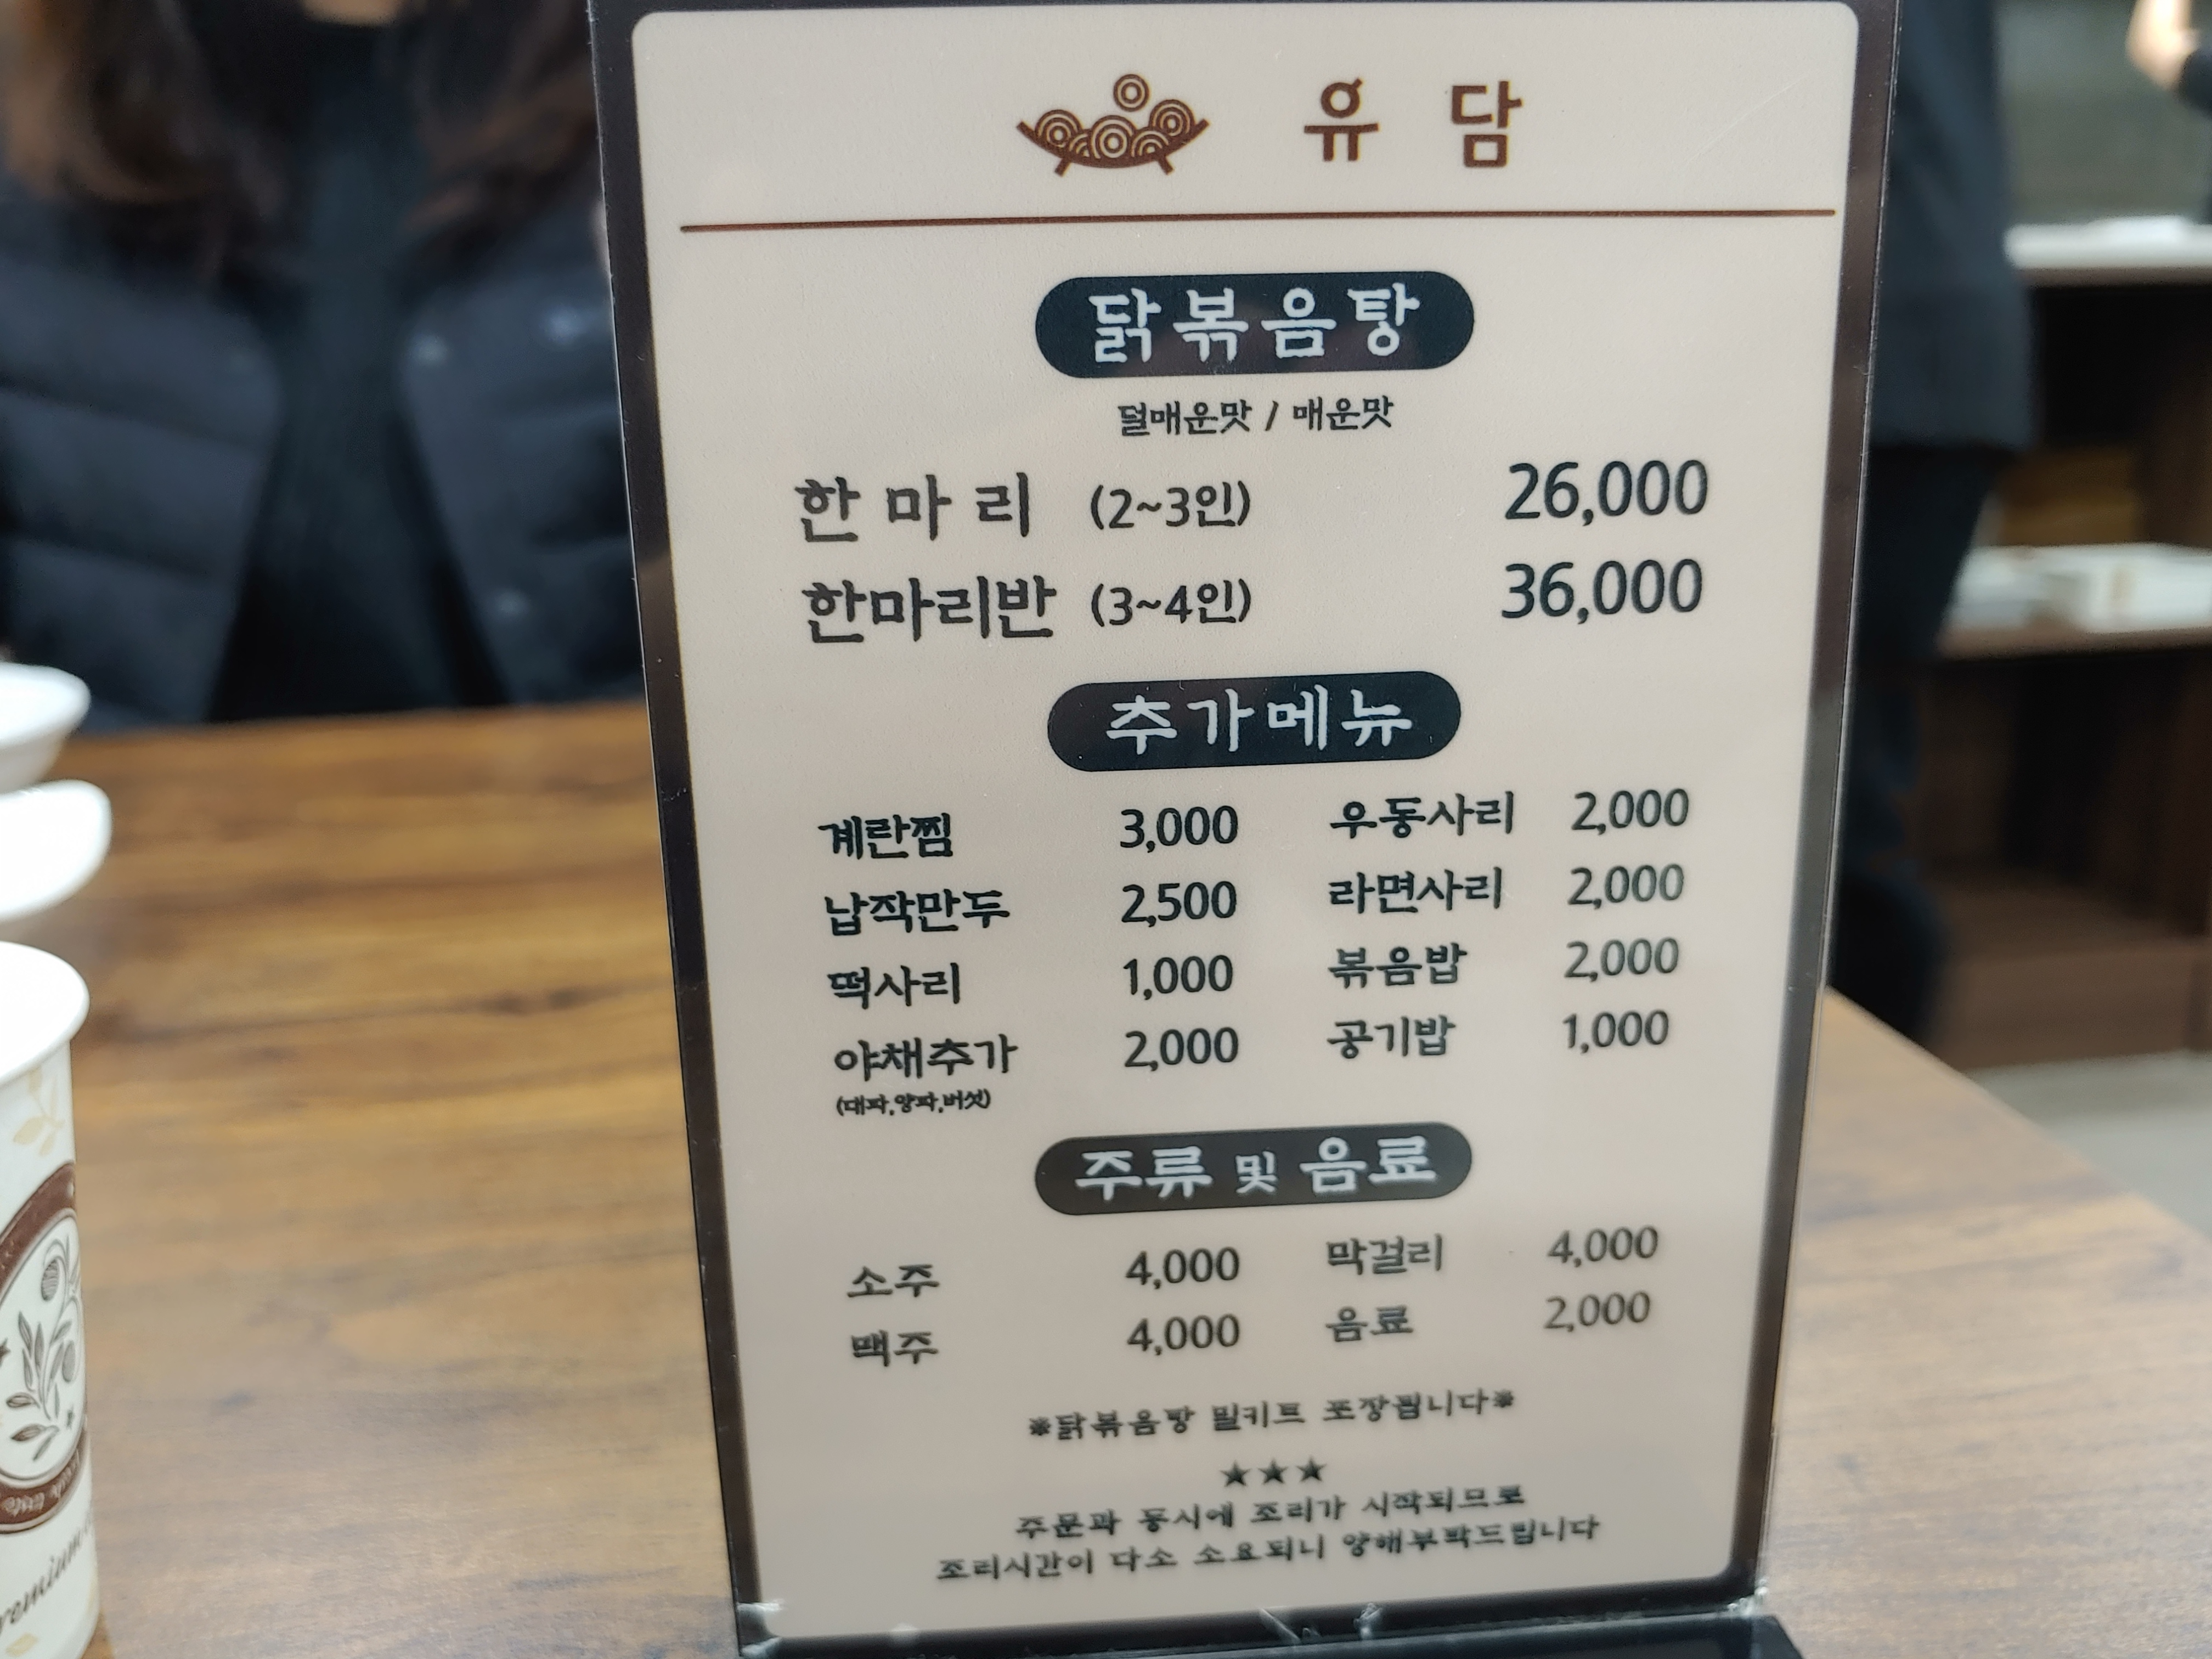 유 담
닭볶음탕
덜매운맛 / 매운맛
한 마 리 (2~3인) 26,000
한마리반 (3~4인) 36,000
추가메뉴
계란찜 3,000 우동사리 2,000
납작만두 2,500 라면사리 2,000
떡사리 1,000 볶음밥 2,000
야채추가 2,000 공기밥 1,000
(대파,양파,버섯)
주류 및 음료
소주 4,000 막걸리 4,000
맥주 4,000 음료 2,000
※닭볶음탕 밀키트 포장됩니다※
★★★
주문과 동시에 조리가 시작되므로
조리시간이 다소 소요되니 양해부탁드립니다